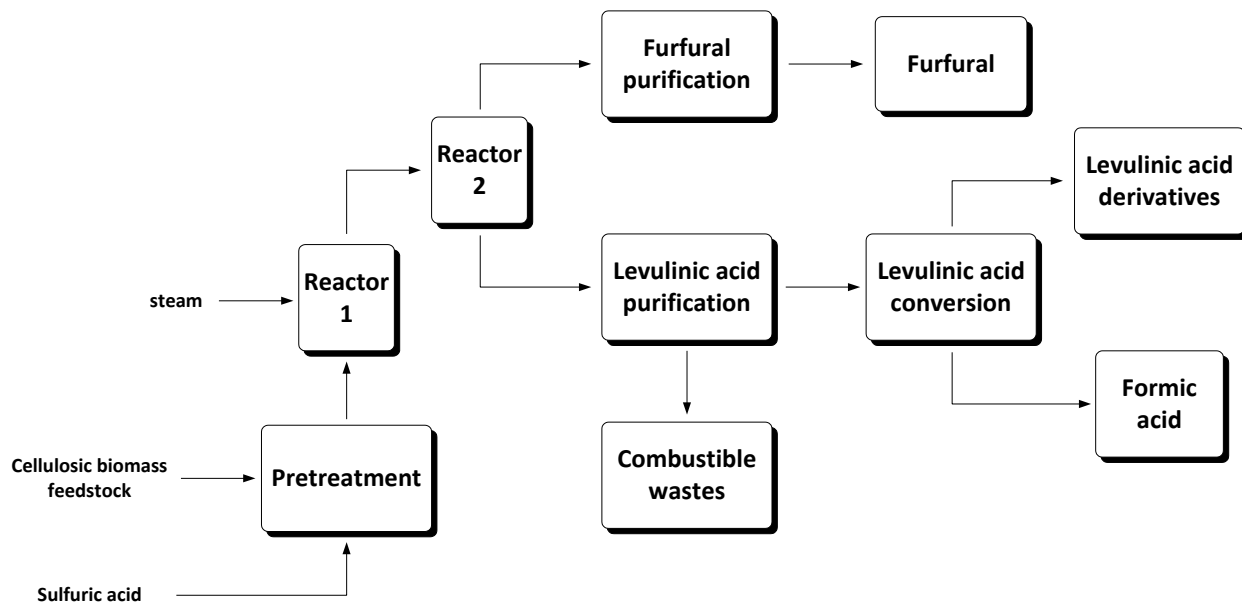 Furfural
purification
Furfural
Reactor
2
Levulinic acid
derivatives
Reactor
1
steam
Levulinic acid
purification
Levulinic acid
conversion
Formic
acid
Pretreatment
Cellulosic biomass
feedstock
Combustible
wastes
Sulfuric acid